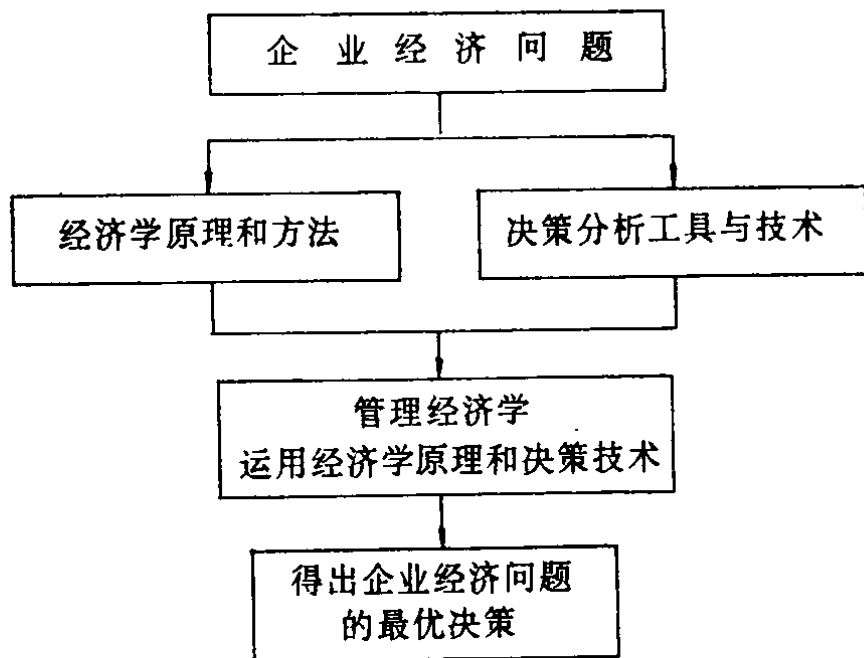 企业经济问题
经济学原理和方法
决策分析工具与技术
管理经济学
运用经济学原理和决策技术
得出企业经济问题
的最优决策